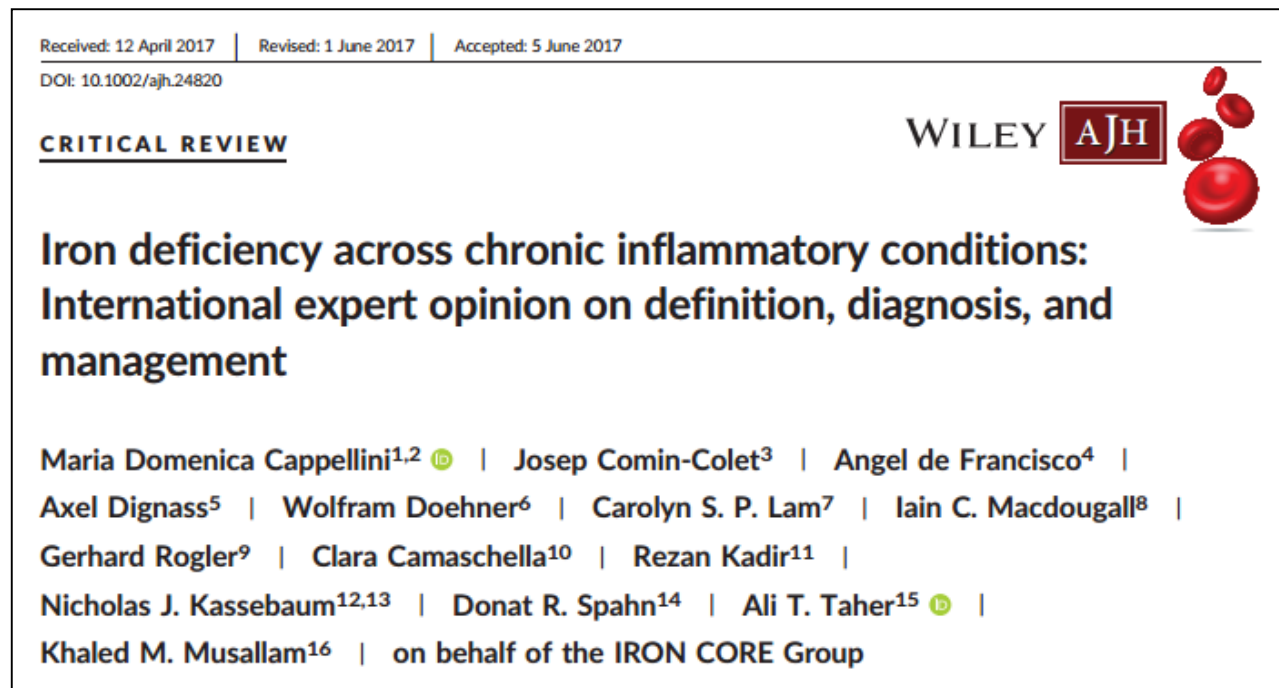 Received: 12 April 2017 | Revised: 1 June 2017 | Accepted: 5 June 2017
DOI: 10.1002/ajh.24820
CRITICAL REVIEW
WILEY AJH
Iron deficiency across chronic inflammatory conditions:
International expert opinion on definition, diagnosis, and
management
Maria Domenica Cappellini1,2 iD | Josep Comin-Colet3 | Angel de Francisco4 |
Axel Dignass5 | Wolfram Doehner6 | Carolyn S. P. Lam7 | Iain C. Macdougall8 |
Gerhard Rogler9 | Clara Camaschella10 | Rezan Kadir11 |
Nicholas J. Kassebaum12,13 | Donat R. Spahn14 | Ali T. Taher15 iD |
Khaled M. Musallam16 | on behalf of the IRON CORE Group